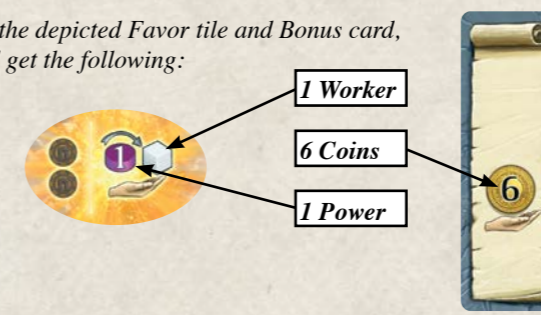 the depicted Favor tile and Bonus card,
get the following:
1 Worker
1
6 Coins
6
1 Power